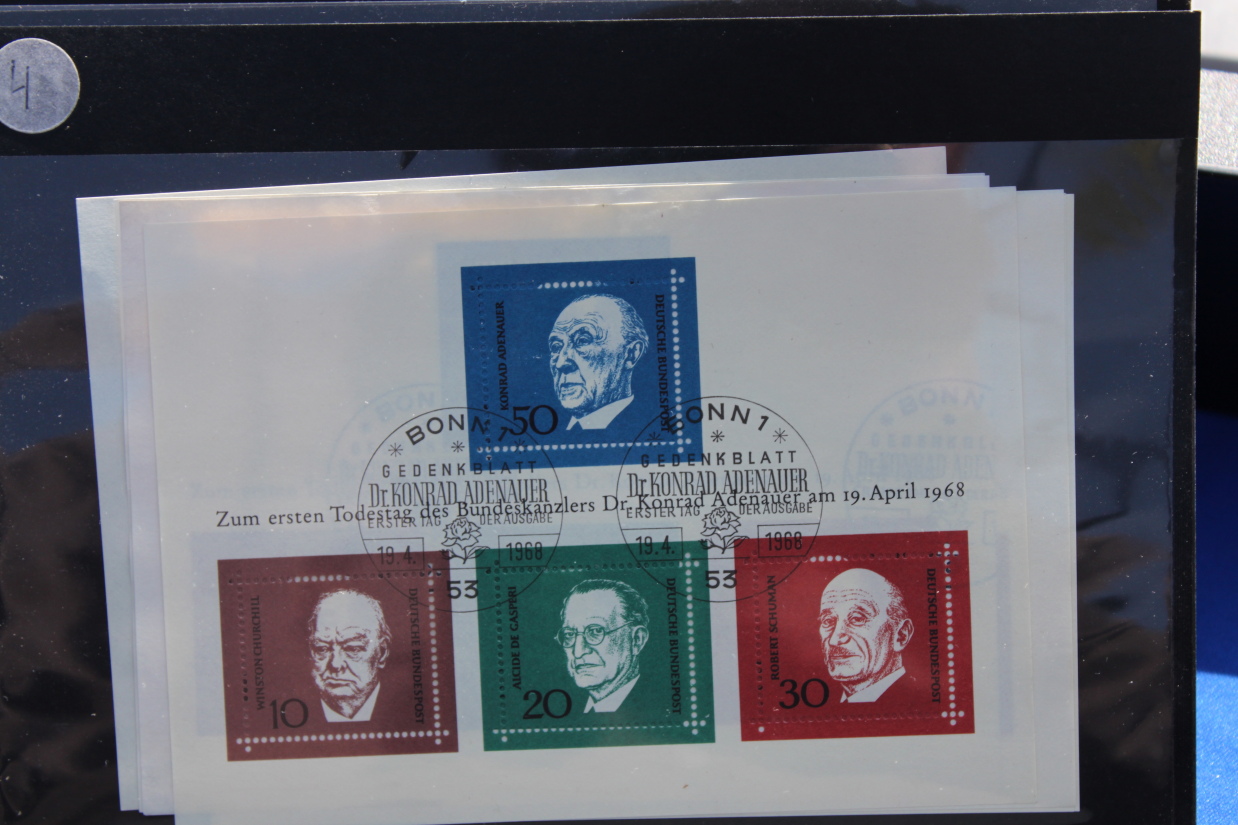 4
KONRAD ADENAUER
DEUTSCHE BUNDESPOST
50
BONN 1
GEDENKBLATT
Dr. KONRAD ADENAUER
ERSTER TAG DER AUSGABE
19.4. 1968
53
BONN 1
GEDENKBLATT
Dr. KONRAD ADENAUER
ERSTER TAG DER AUSGABE
19.4. 1968
53
Zum ersten Todestag des Bundeskanzlers Dr. Konrad Adenauer am 19. April 1968
WINSTON CHURCHILL
DEUTSCHE BUNDESPOST
10
ALCIDE DE GASPERI
DEUTSCHE BUNDESPOST
20
ROBERT SCHUMAN
DEUTSCHE BUNDESPOST
30